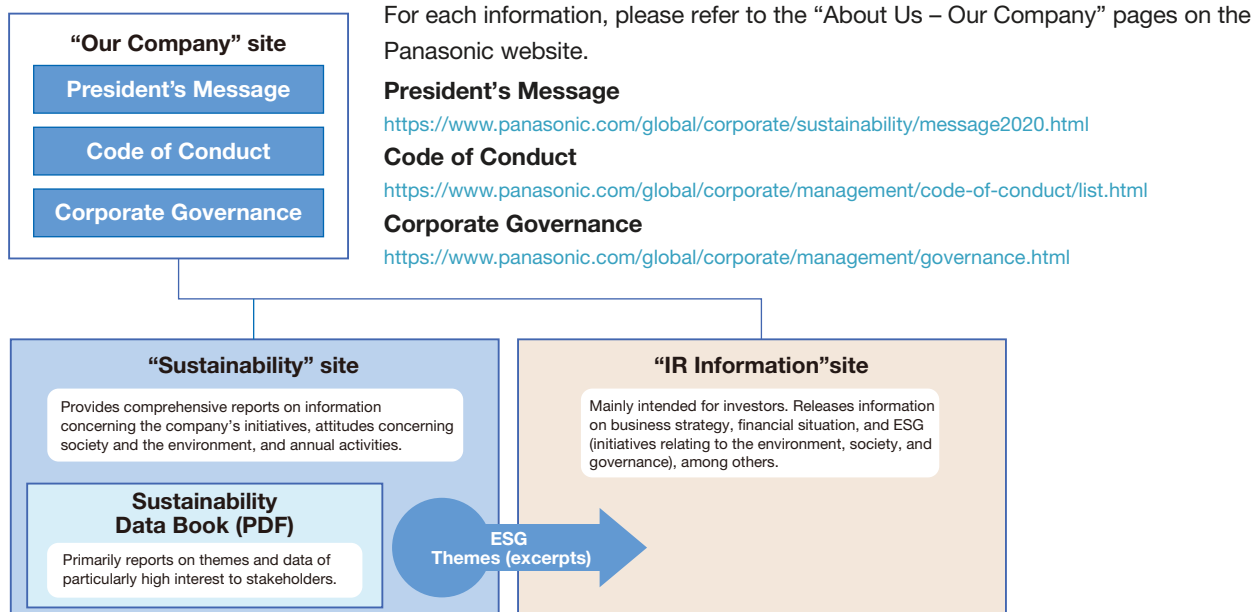 For each information, please refer to the “About Us – Our Company” pages on the
Panasonic website.
“Our Company” site
President’s Message
Code of Conduct
Corporate Governance
President’s Message
https://www.panasonic.com/global/corporate/sustainability/message2020.html
Code of Conduct
https://www.panasonic.com/global/corporate/management/code-of-conduct/list.html
Corporate Governance
https://www.panasonic.com/global/corporate/management/governance.html
“Sustainability” site
Provides comprehensive reports on information
concerning the company’s initiatives, attitudes concerning
society and the environment, and annual activities.
Sustainability
Data Book (PDF)
Primarily reports on themes and data of
particularly high interest to stakeholders.
ESG
Themes (excerpts)
“IR Information”site
Mainly intended for investors. Releases information
on business strategy, financial situation, and ESG
(initiatives relating to the environment, society, and
governance), among others.